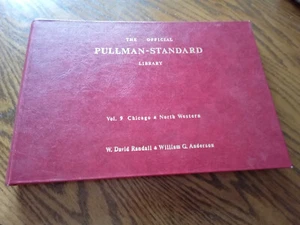 THE OFFICIAL
PULLMAN-STANDARD
LIBRARY
Vol. 9 Chicago & North Western
W. David Randall & William G. Anderson